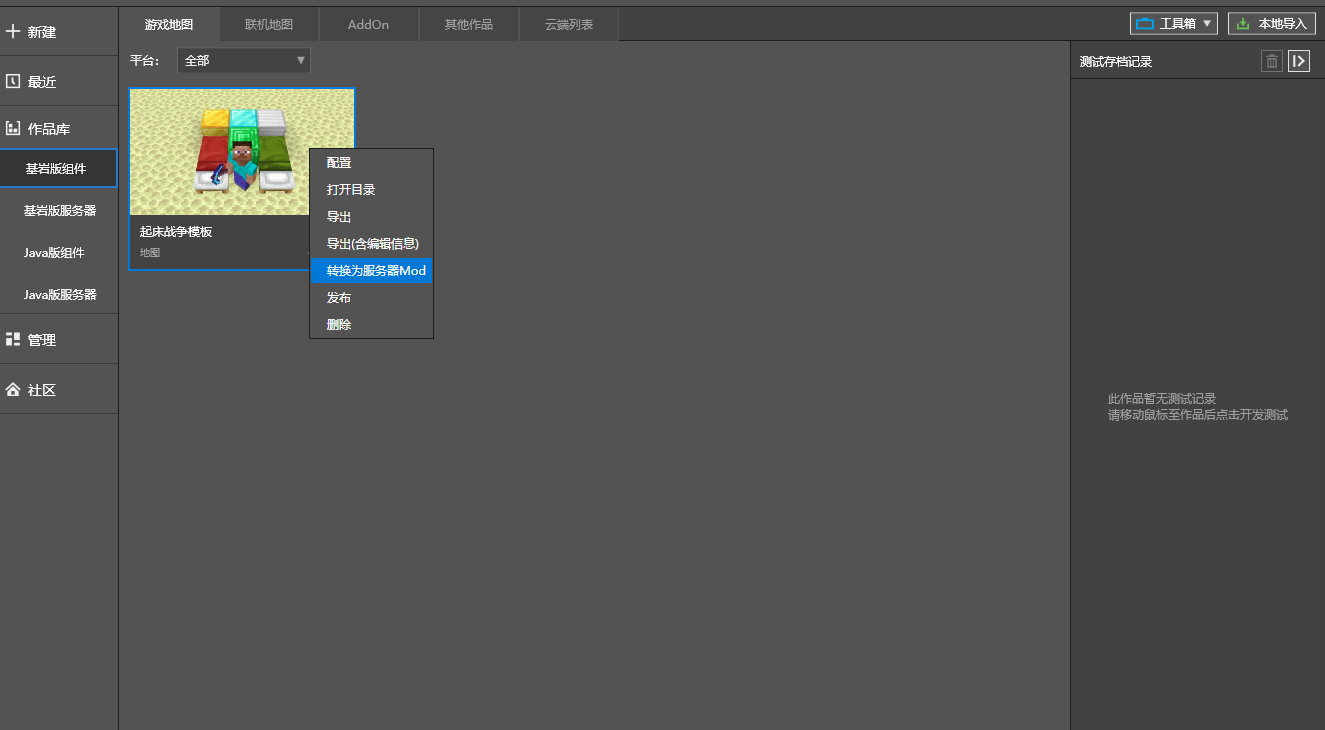 新建
最近
作品库
基岩版组件
基岩版服务器
Java版组件
Java版服务器
管理
社区
游戏地图
联机地图
AddOn
其他作品
云端列表
工具箱
本地导入
平台：
全部
测试存档记录
起床战争模板
地图
配置
打开目录
导出
导出(含编辑信息)
转换为服务器Mod
发布
删除
此作品暂无测试记录
请移动鼠标至作品后点击开发测试